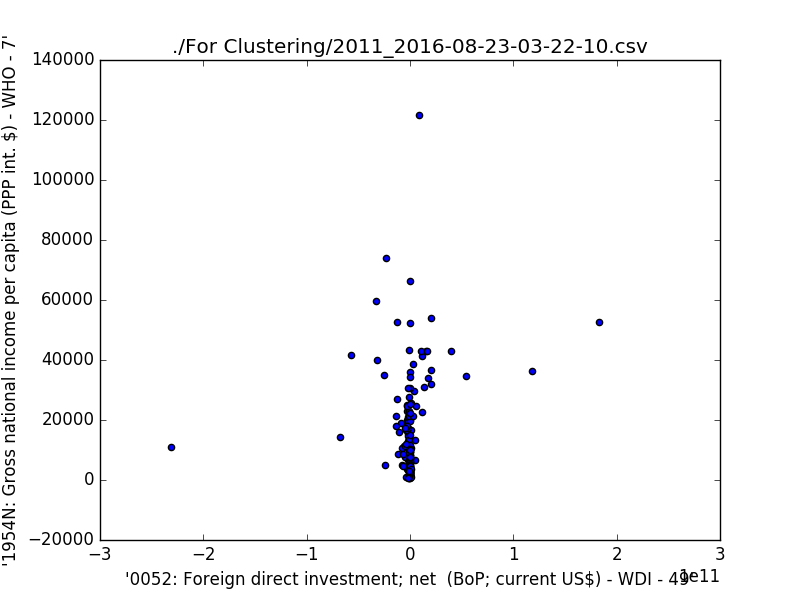 ./For Clustering/2011_2016-08-23-03-22-10.csv
'1954N: Gross national income per capita (PPP int. $) - WHO - 7'
140000
120000
100000
80000
60000
40000
20000
0
−20000
−3 −2 −1 0 1 2 3
1e11
'0052: Foreign direct investment; net (BoP; current US$) - WDI - 49'